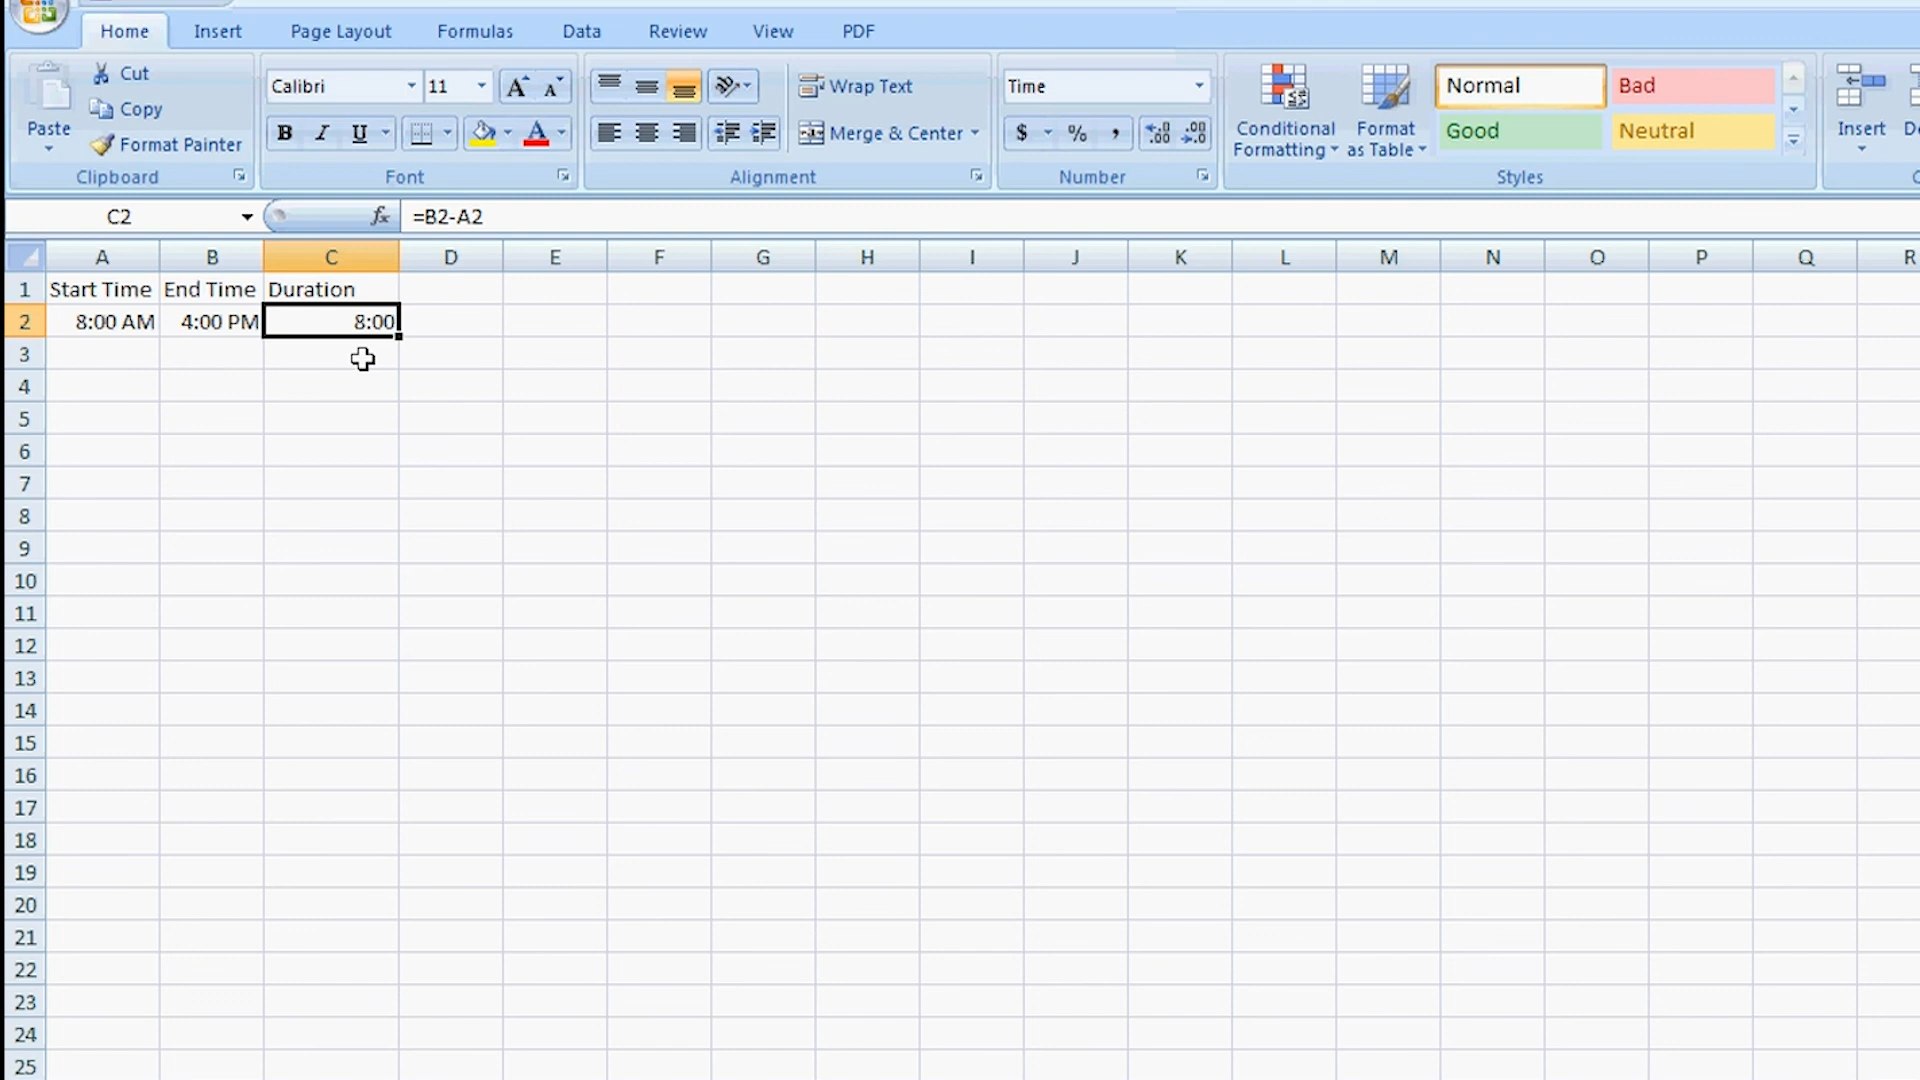 Home Insert Page Layout Formulas Data Review View PDF
Paste
Cut
Copy
Format Painter
Clipboard
Calibri 11
B I U
Font
Wrap Text
Merge & Center
Alignment
Time
$ % ,
Number
Conditional Formatting
Format as Table
Normal Bad
Good Neutral
Styles
Insert
C2 fx =B2-A2
A B C D E F G H I J K L M N O P Q R
1 Start Time End Time Duration
2 8:00 AM 4:00 PM 8:00
3
4
5
6
7
8
9
10
11
12
13
14
15
16
17
18
19
20
21
22
23
24
25